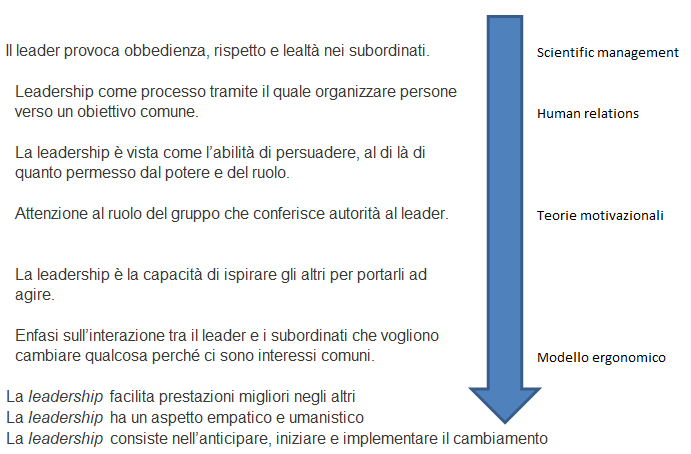 Il leader provoca obbedienza, rispetto e lealtà nei subordinati.
Scientific management
Leadership come processo tramite il quale organizzare persone
verso un obiettivo comune.
Human relations
La leadership è vista come l’abilità di persuadere, al di là di
quanto permesso dal potere e del ruolo.
Attenzione al ruolo del gruppo che conferisce autorità al leader.
Teorie motivazionali
La leadership è la capacità di ispirare gli altri per portarli ad
agire.
Enfasi sull’interazione tra il leader e i subordinati che vogliono
cambiare qualcosa perché ci sono interessi comuni.
Modello ergonomico
La leadership facilita prestazioni migliori negli altri
La leadership ha un aspetto empatico e umanistico
La leadership consiste nell’anticipare, iniziare e implementare il cambiamento